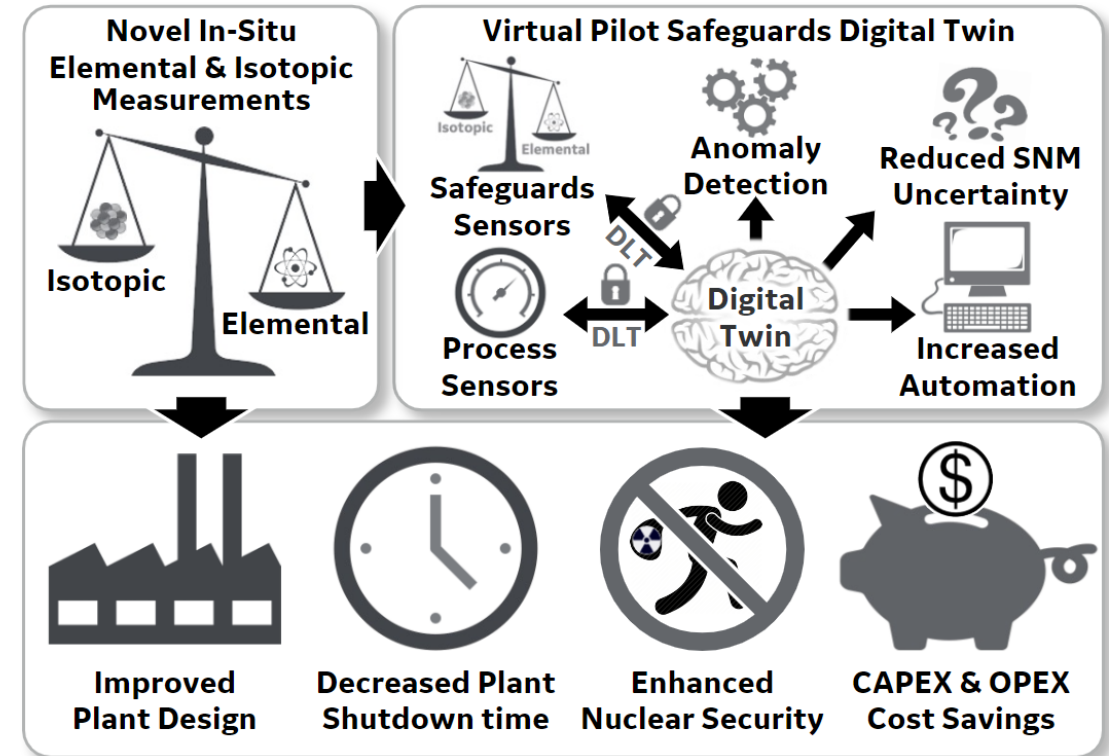 Novel In-Situ
Elemental & Isotopic
Measurements
Isotopic
Elemental
Virtual Pilot Safeguards Digital Twin
Isotopic
Elemental
Safeguards
Sensors
DLT
Process
Sensors
DLT
Digital
Twin
Anomaly
Detection
Reduced SNM
Uncertainty
Increased
Automation
Improved
Plant Design
Decreased Plant
Shutdown time
Enhanced
Nuclear Security
$
CAPEX & OPEX
Cost Savings